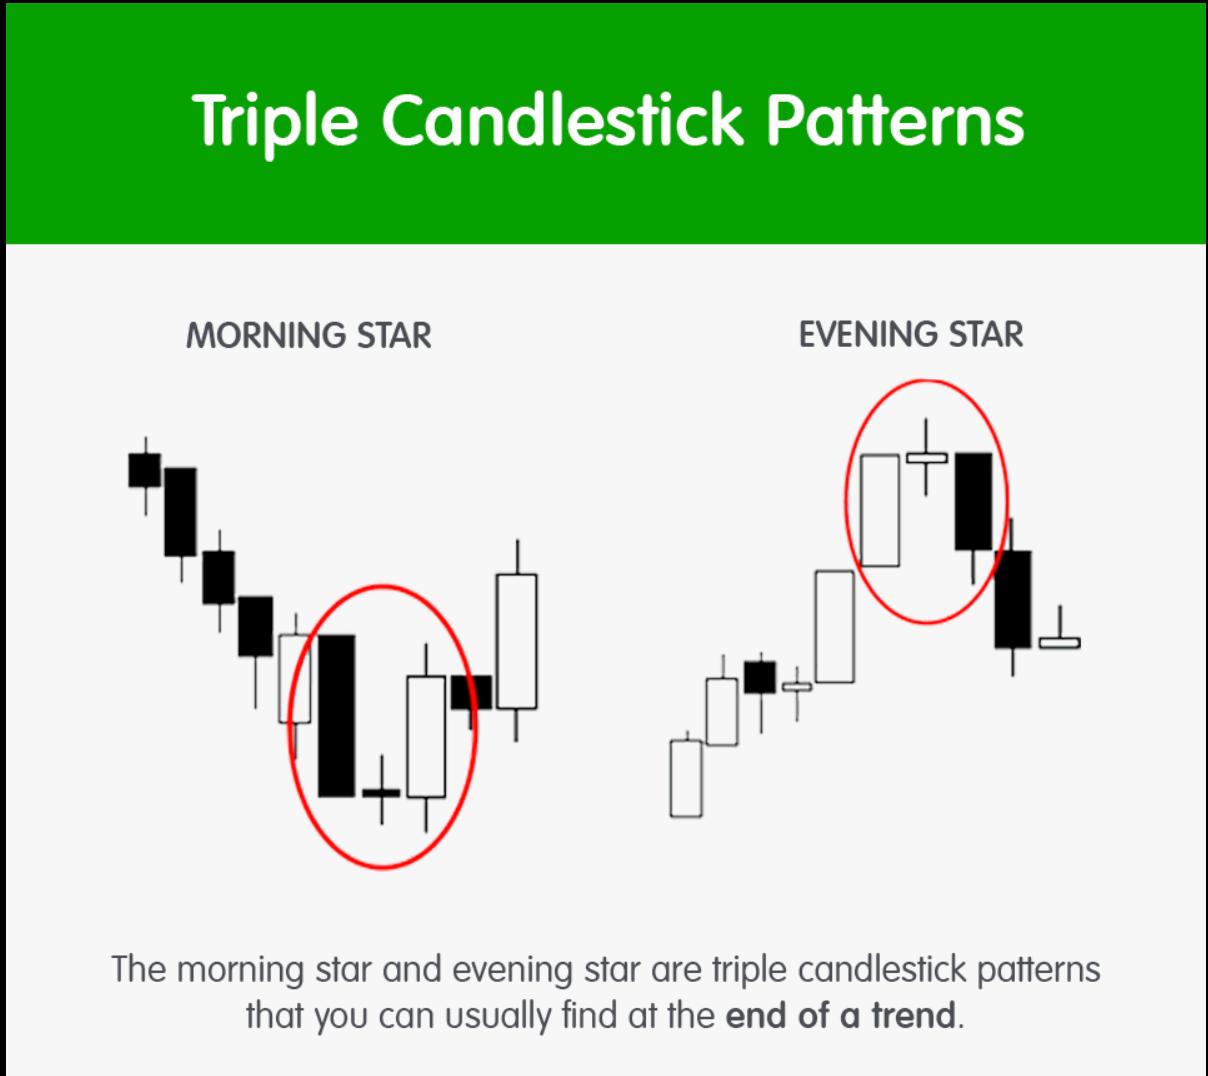 Triple Candlestick Patterns
MORNING STAR
EVENING STAR
The morning star and evening star are triple candlestick patterns
that you can usually find at the end of a trend.